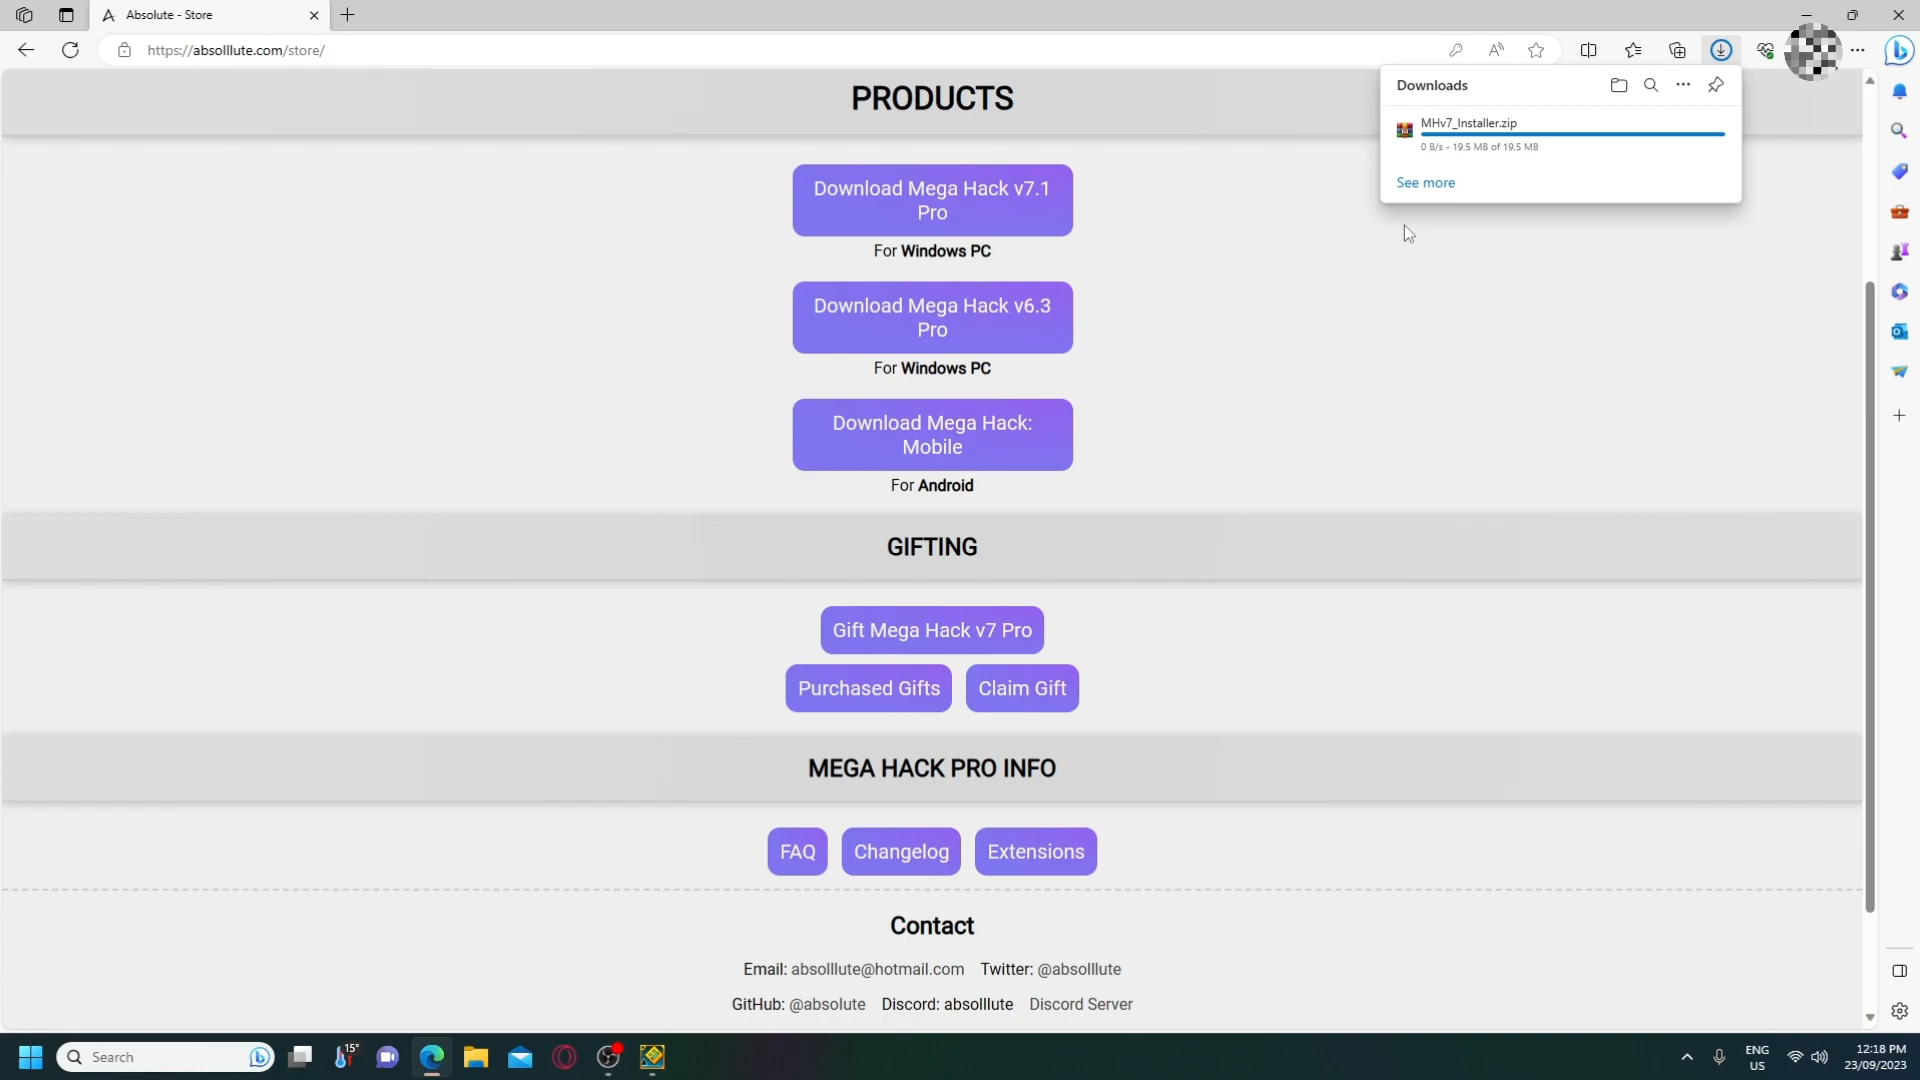 Absolute - Store
https://absolllute.com/store/
Downloads
MHv7_Installer.zip
0 B/s - 19.5 MB of 19.5 MB
See more
PRODUCTS
Download Mega Hack v7.1
Pro
For Windows PC
Download Mega Hack v6.3
Pro
For Windows PC
Download Mega Hack:
Mobile
For Android
GIFTING
Gift Mega Hack v7 Pro
Purchased Gifts Claim Gift
MEGA HACK PRO INFO
FAQ Changelog Extensions
Contact
Email: absolllute@hotmail.com Twitter: @absolllute
GitHub: @absolute Discord: absolllute Discord Server
Search
15°
ENG
US
12:18 PM
23/09/2023